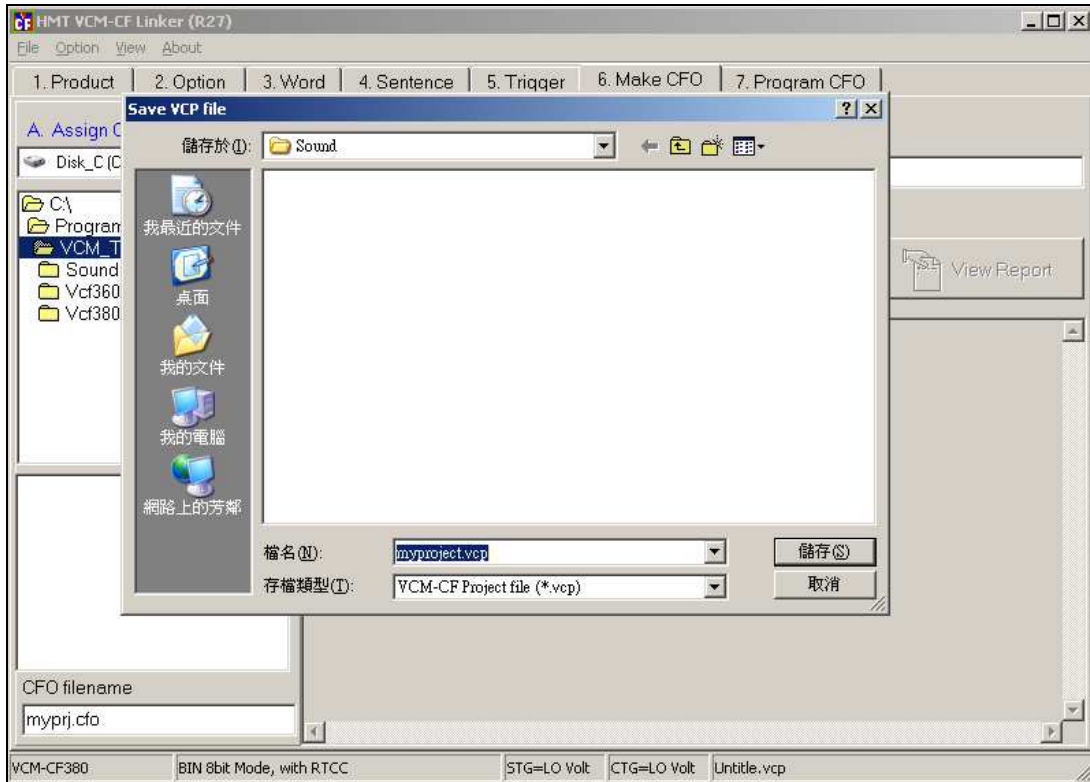 HMT VCM-CF Linker (R27)
File Option View About
1. Product 2. Option 3. Word 4. Sentence 5. Trigger 6. Make CFO 7. Program CFO
Save VCP file
A. Assign C
儲存於(I): Sound
Disk_C (C
C:\
Program
VCM_T
Sound
Vcf360
Vcf380
我最近的文件
桌面
我的文件
我的電腦
網路上的芳鄰
View Report
檔名(N): myproject.vcp 儲存(S)
存檔類型(T): VCM-CF Project file (*.vcp) 取消
CFO filename
myprj.cfo
VCM-CF380 BIN 8bit Mode, with RTCC STG=LO Volt CTG=LO Volt Untitle.vcp